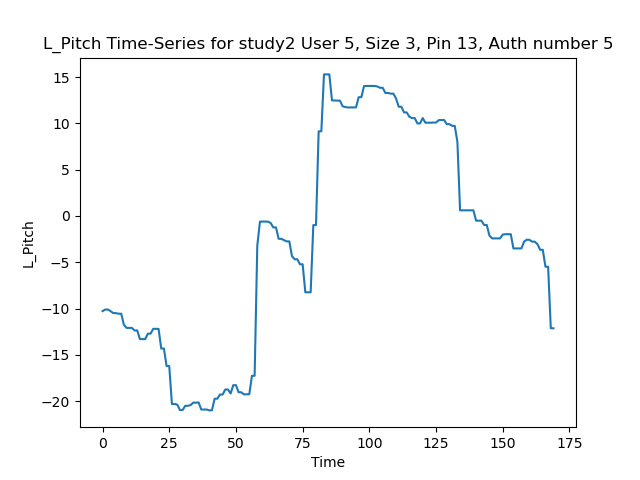 L_Pitch Time-Series for study2 User 5, Size 3, Pin 13, Auth number 5
15
10
5
0
−5
−10
−15
−20
L_Pitch
0 25 50 75 100 125 150 175
Time